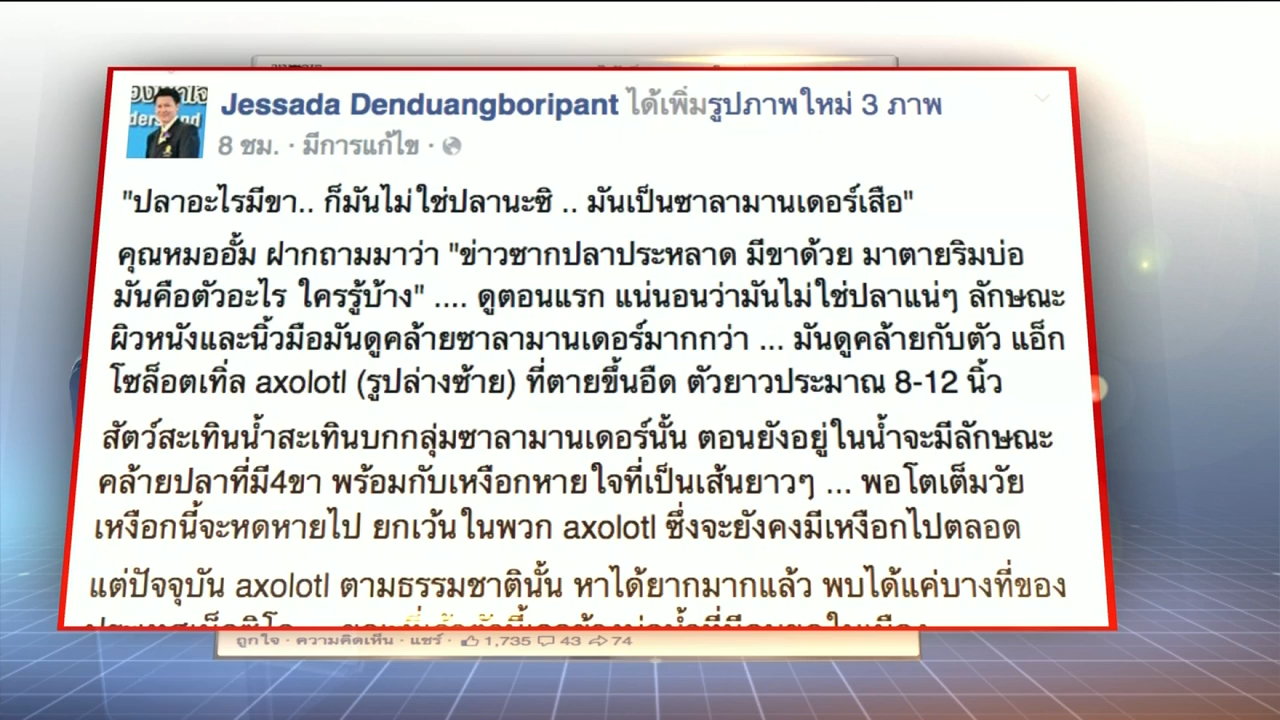 Jessada Denduangboripant ได้เพิ่มรูปภาพใหม่ 3 ภาพ
8 ชม. · มีการแก้ไข ·
"ปลาอะไรมีขา.. ก็มันไม่ใช่ปลานะซิ .. มันเป็นซาลามานเดอร์เสือ"
คุณหมออั้ม ฝากถามมาว่า "ข่าวซากปลาประหลาด มีขาด้วย มาตายริมบ่อ
มันคือตัวอะไร ใครรู้บ้าง" .... ดูตอนแรก แน่นอนว่ามันไม่ใช่ปลาแน่ๆ ลักษณะ
ผิวหนังและนิ้วมือมันดูคล้ายซาลามานเดอร์มากกว่า ... มันดูคล้ายกับตัว แอ็ก
โซล็อตเทิ่ล axolotl (รูปล่างซ้าย) ที่ตายขึ้นอืด ตัวยาวประมาณ 8-12 นิ้ว
สัตว์สะเทินน้ำสะเทินบกกลุ่มซาลามานเดอร์นั้น ตอนยังอยู่ในน้ำจะมีลักษณะ
คล้ายปลาที่มี4ขา พร้อมกับเหงือกหายใจที่เป็นเส้นยาวๆ ... พอโตเต็มวัย
เหงือกนี้จะหดหายไป ยกเว้นในพวก axolotl ซึ่งจะยังคงมีเหงือกไปตลอด
แต่ปัจจุบัน axolotl ตามธรรมชาตินั้น หาได้ยากมากแล้ว พบได้แค่บางที่ของ
ถูกใจ · ความคิดเห็น · แชร์ · 1,735 43 74